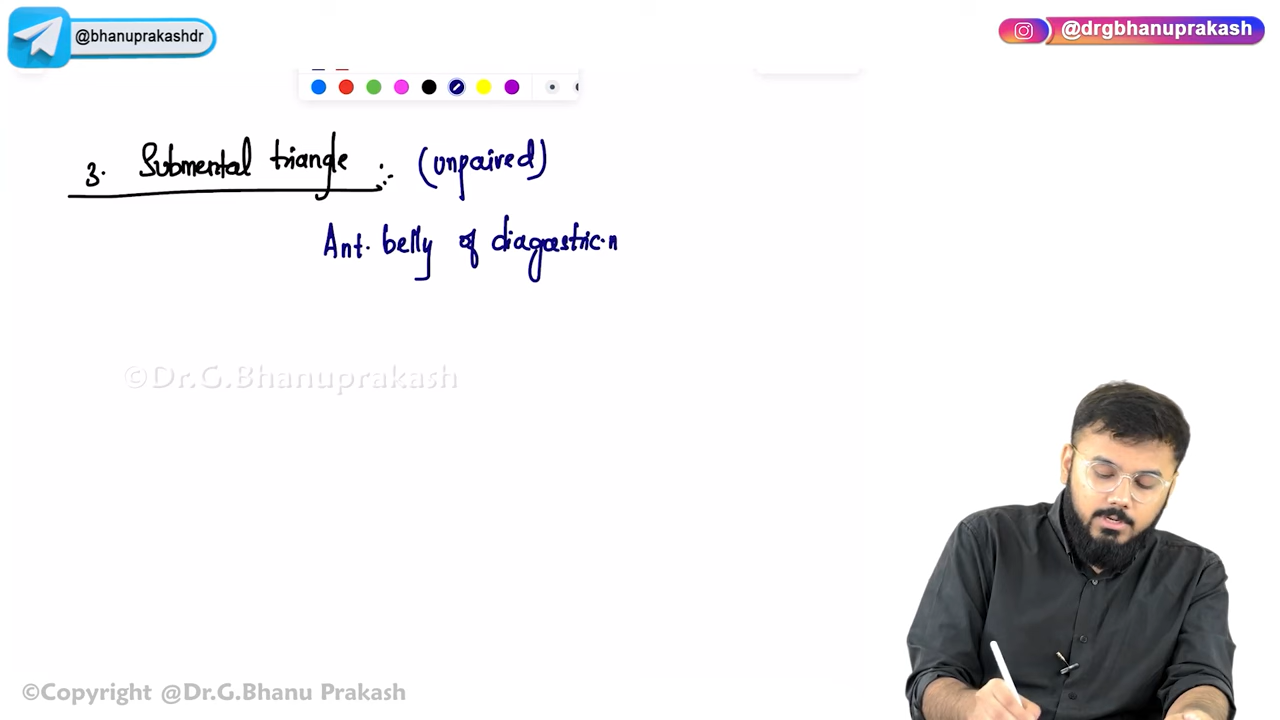 @bhanuprakashdr
@drgbhanuprakash
3. Submental triangle :- (unpaired)
Ant. belly of diagastric.n
©Dr.G.Bhanuprakash
©Copyright @Dr.G.Bhanu Prakash